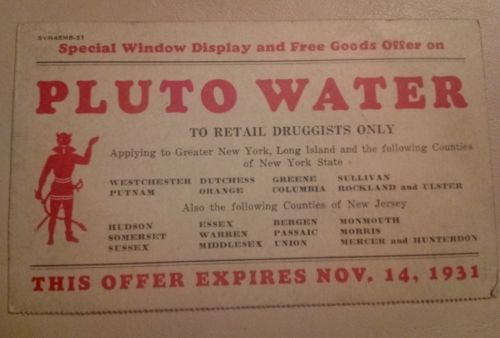 SYN45MB-31
Special Window Display and Free Goods Offer on
PLUTO WATER
TO RETAIL DRUGGISTS ONLY
Applying to Greater New York, Long Island and the following Counties
of New York State -
WESTCHESTER DUTCHESS GREENE SULLIVAN
PUTNAM ORANGE COLUMBIA ROCKLAND and ULSTER
Also the following Counties of New Jersey
HUDSON ESSEX BERGEN MONMOUTH
SOMERSET WARREN PASSAIC MORRIS
SUSSEX MIDDLESEX UNION MERCER and HUNTERDON
THIS OFFER EXPIRES NOV. 14, 1931